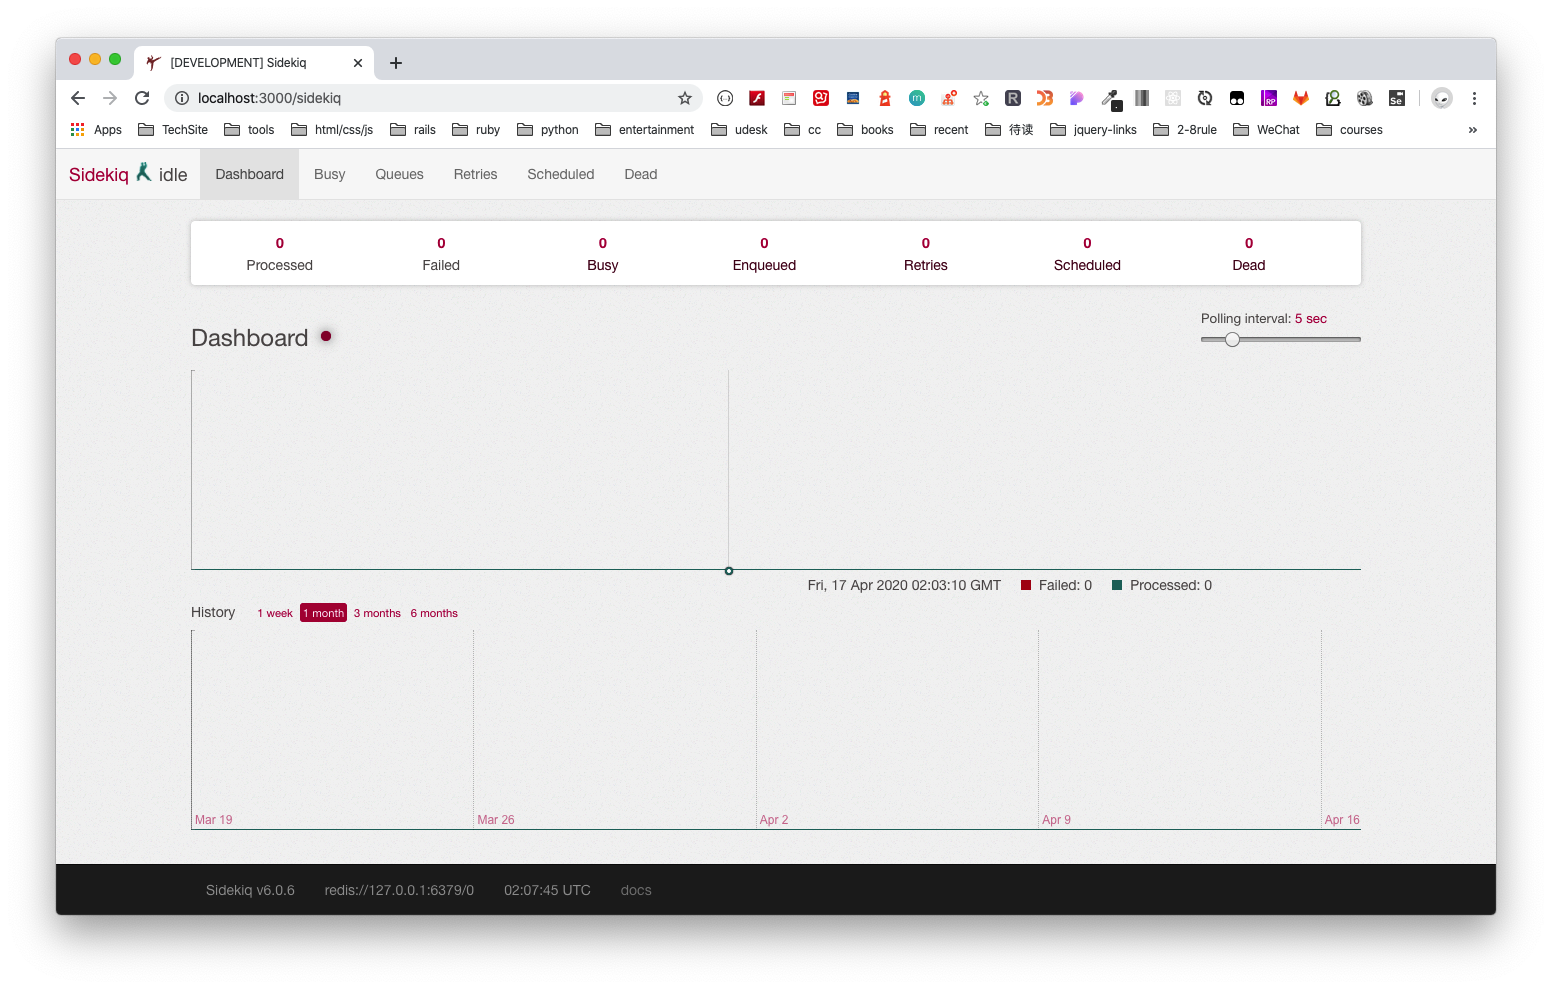 [DEVELOPMENT] Sidekiq
localhost:3000/sidekiq
Apps TechSite tools html/css/js rails ruby python entertainment udesk cc books recent 待读 jquery-links 2-8rule WeChat courses »
Sidekiq idle Dashboard Busy Queues Retries Scheduled Dead
0 0 0 0 0 0 0
Processed Failed Busy Enqueued Retries Scheduled Dead
Polling interval: 5 sec
Dashboard
Fri, 17 Apr 2020 02:03:10 GMT Failed: 0 Processed: 0
History 1 week 1 month 3 months 6 months
Mar 19 Mar 26 Apr 2 Apr 9 Apr 16
Sidekiq v6.0.6 redis://127.0.0.1:6379/0 02:07:45 UTC docs